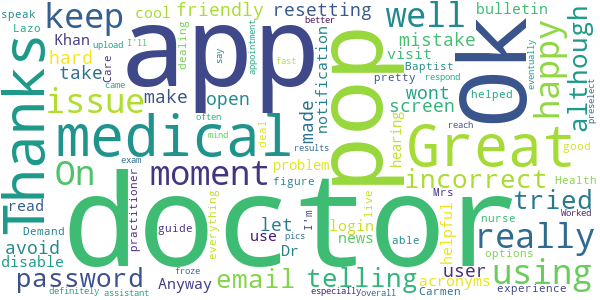 speak cool friendly resetting bulletin
Lazo keep dealing better well mistake
Khan upload I'll app pop OK although
hard take came Care say appointment fast visit Baptist
issue make open notification screen wont respond pretty happy
Thanks medical often mind deal made helped eventually preselect
On moment results problem hearing reach Great good
exam figure live incorrect Health
read practitioner doctor I'm Mrs tried
Demand guide everything let Dr login helpful nurse Worked
avoid use news able really
disable user acronyms options
password Anyway email telling using
froze pics Carmen experience
definitely assistant especially overall